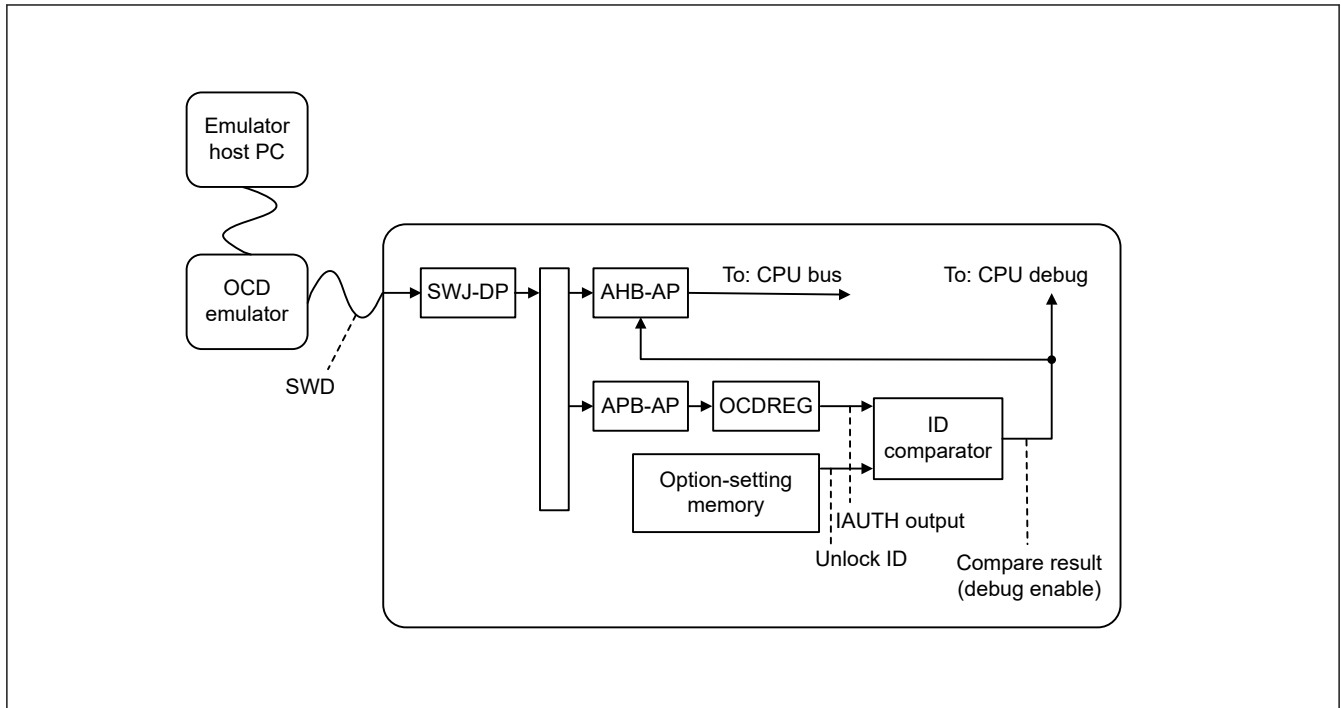 Emulator
host PC
OCD
emulator
SWD
SWJ-DP
AHB-AP
To: CPU bus
To: CPU debug
APB-AP
OCDREG
ID
comparator
Option-setting
memory
IAUTH output
Unlock ID
Compare result
(debug enable)